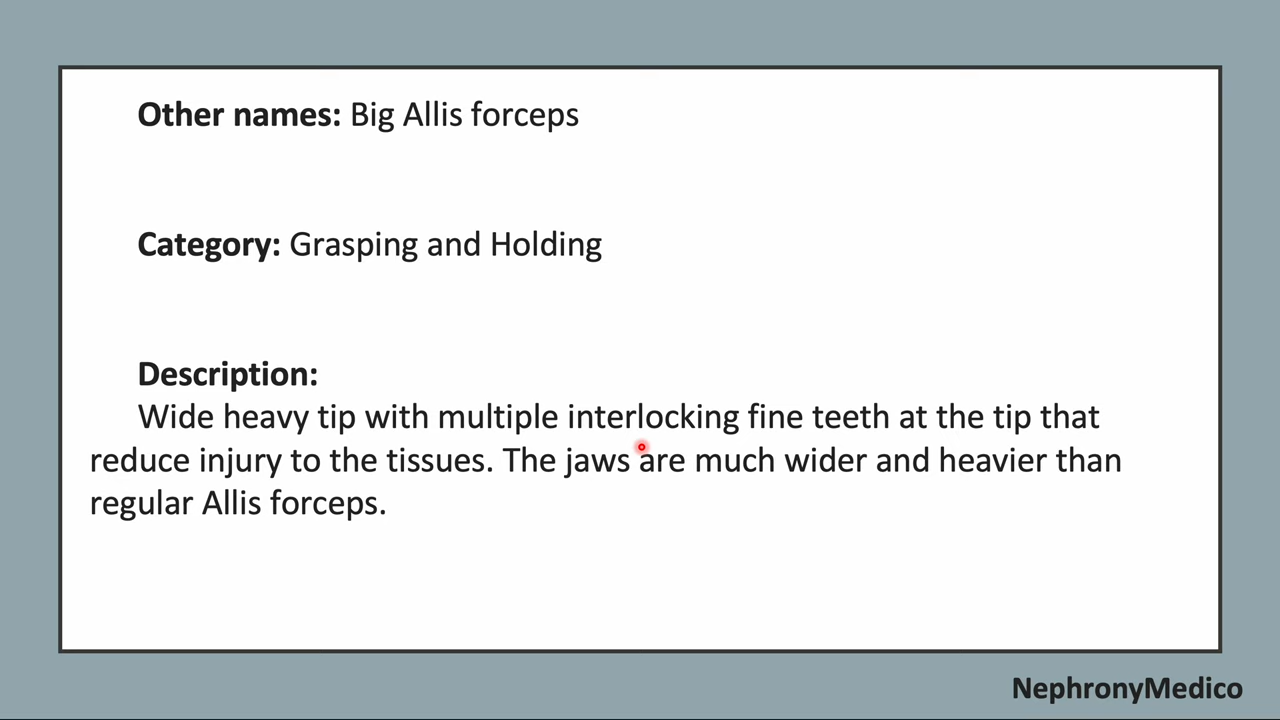 Other names: Big Allis forceps
Category: Grasping and Holding
Description:
Wide heavy tip with multiple interlocking fine teeth at the tip that
reduce injury to the tissues. The jaws are much wider and heavier than
regular Allis forceps.
NephronyMedico